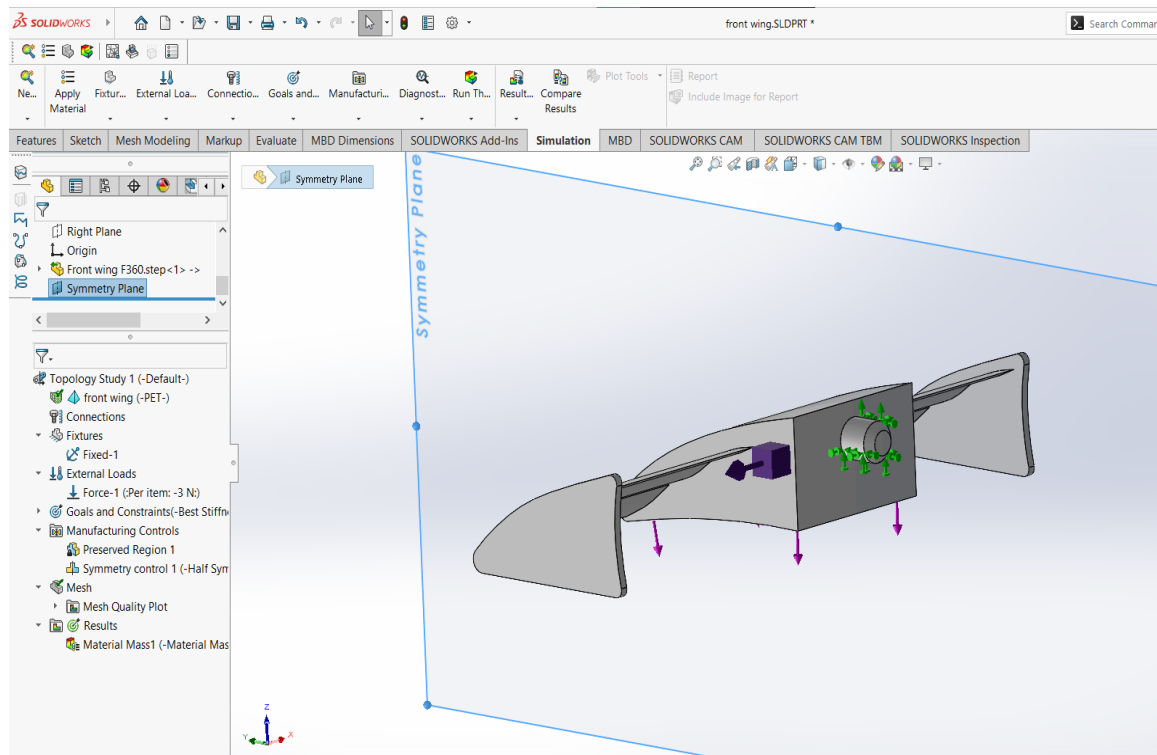 SOLIDWORKS
front wing.SLDPRT *
Search Comman
Ne...
Apply Material
Fixtur...
External Loa...
Connectio...
Goals and...
Manufacturi...
Diagnost...
Run Th...
Result...
Compare Results
Plot Tools
Report
Include Image for Report
Features
Sketch
Mesh Modeling
Markup
Evaluate
MBD Dimensions
SOLIDWORKS Add-Ins
Simulation
MBD
SOLIDWORKS CAM
SOLIDWORKS CAM TBM
SOLIDWORKS Inspection
Symmetry Plane
Symmetry Plane
Right Plane
Origin
Front wing F360.step<1> ->
Symmetry Plane
Topology Study 1 (-Default-)
front wing (-PET-)
Connections
Fixtures
Fixed-1
External Loads
Force-1 (:Per item: -3 N:)
Goals and Constraints(-Best Stiffn
Manufacturing Controls
Preserved Region 1
Symmetry control 1 (-Half Sym
Mesh
Mesh Quality Plot
Results
Material Mass1 (-Material Mas
Z
Y
X